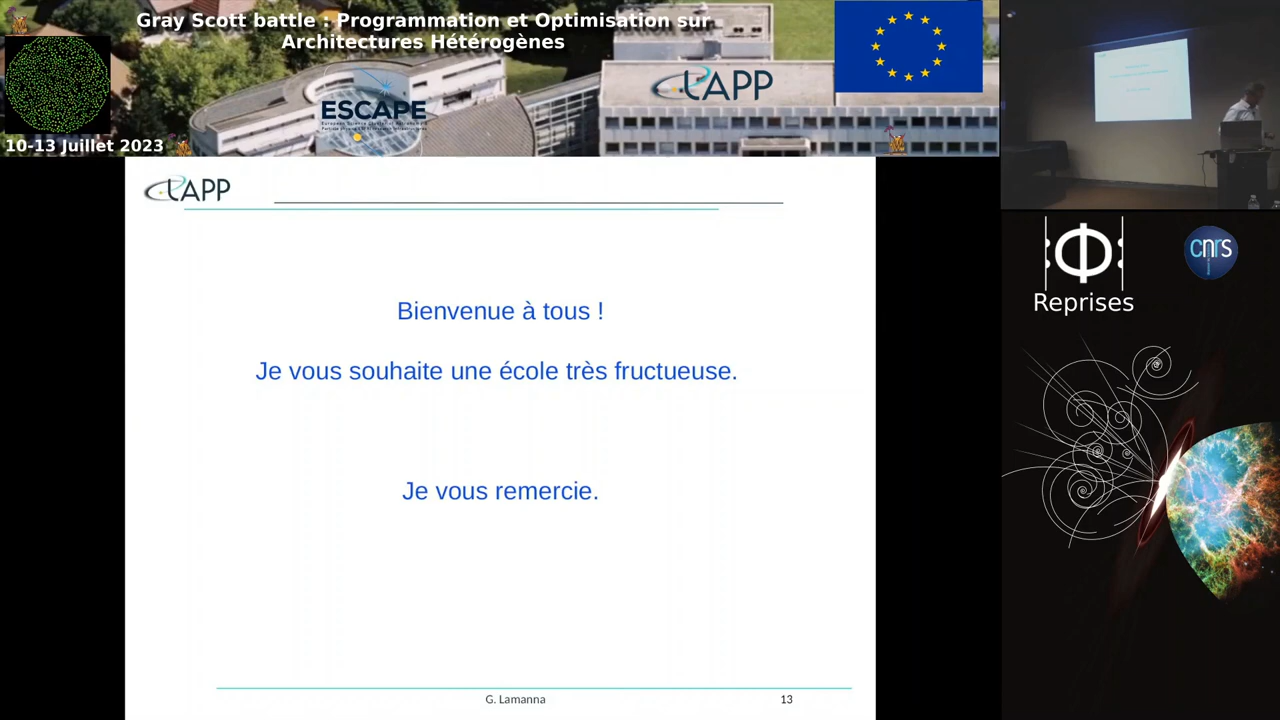 Gray Scott battle : Programmation et Optimisation sur
Architectures Hétérogènes
ESCAPE
LAPP
10-13 Juillet 2023
LAPP
Bienvenue à tous !
Je vous souhaite une école très fructueuse.
Je vous remercie.
G. Lamanna
13
cnrs
Reprises